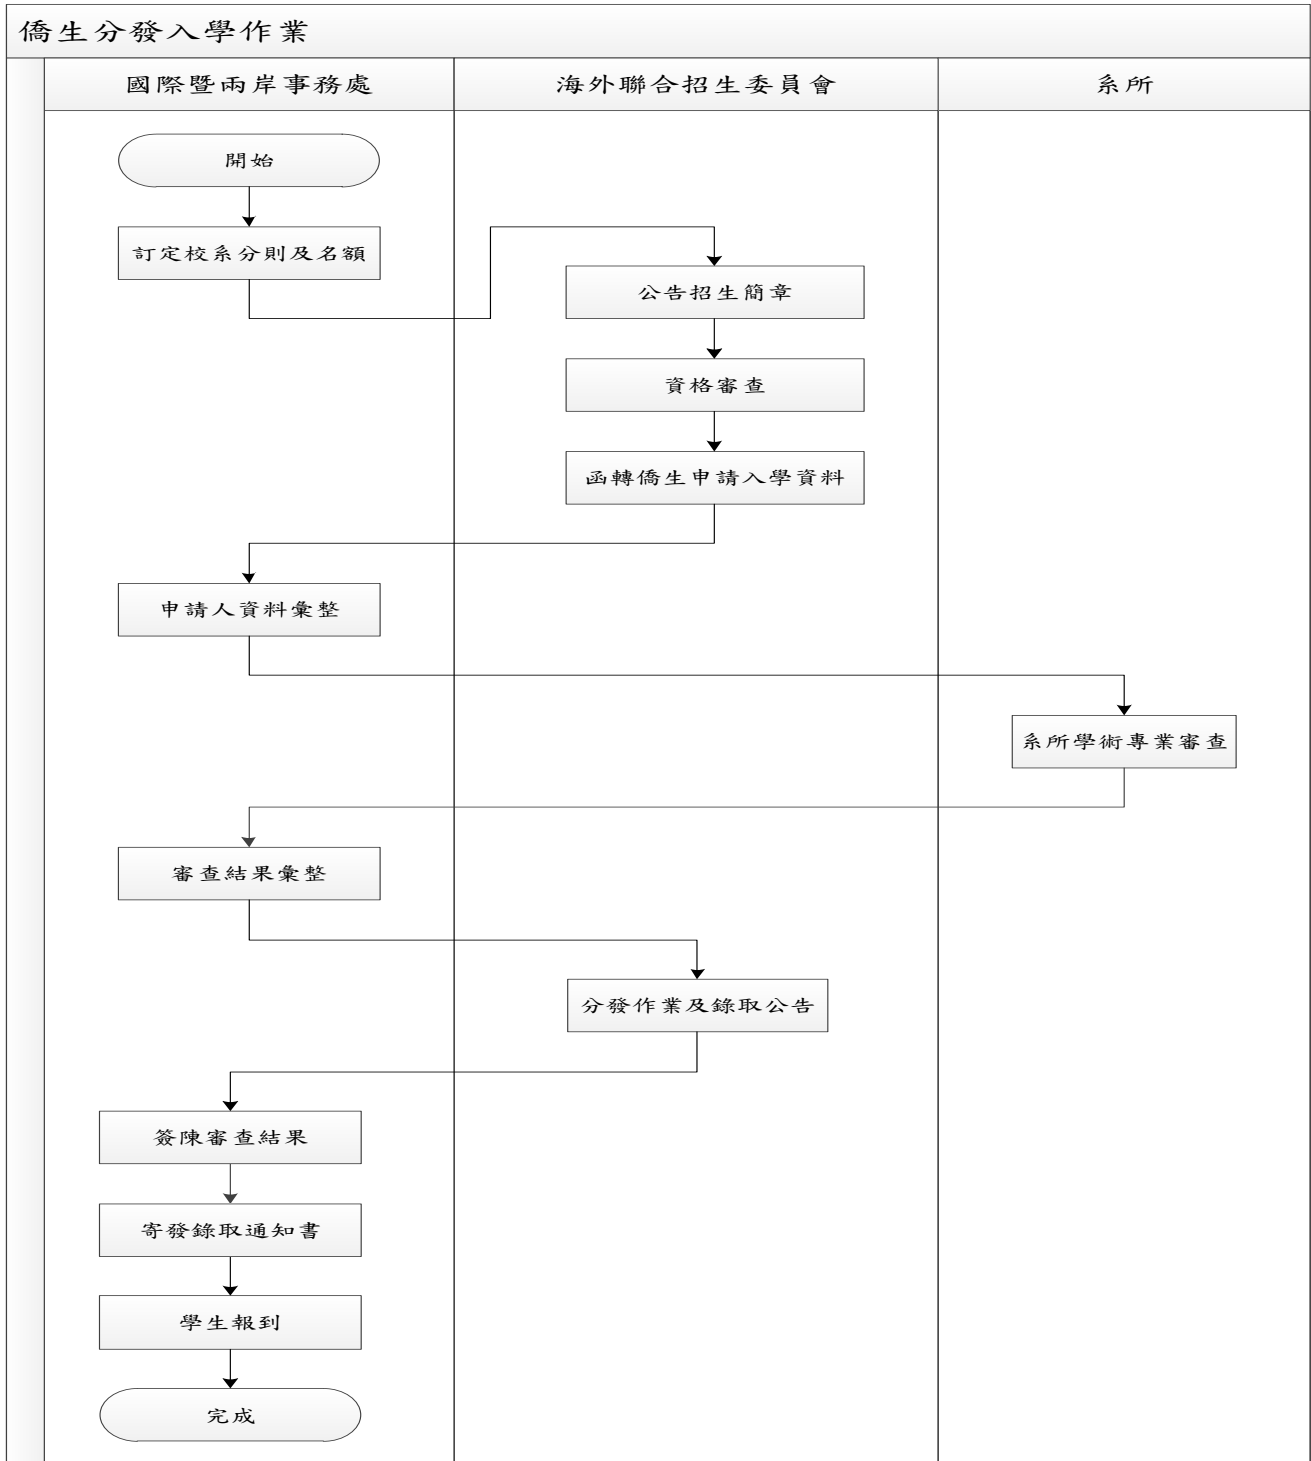 僑生分發入學作業
國際暨兩岸事務處
海外聯合招生委員會
系所
開始
訂定校系分則及名額
公告招生簡章
資格審查
函轉僑生申請入學資料
申請人資料彙整
系所學術專業審查
審查結果彙整
分發作業及錄取公告
簽陳審查結果
寄發錄取通知書
學生報到
完成